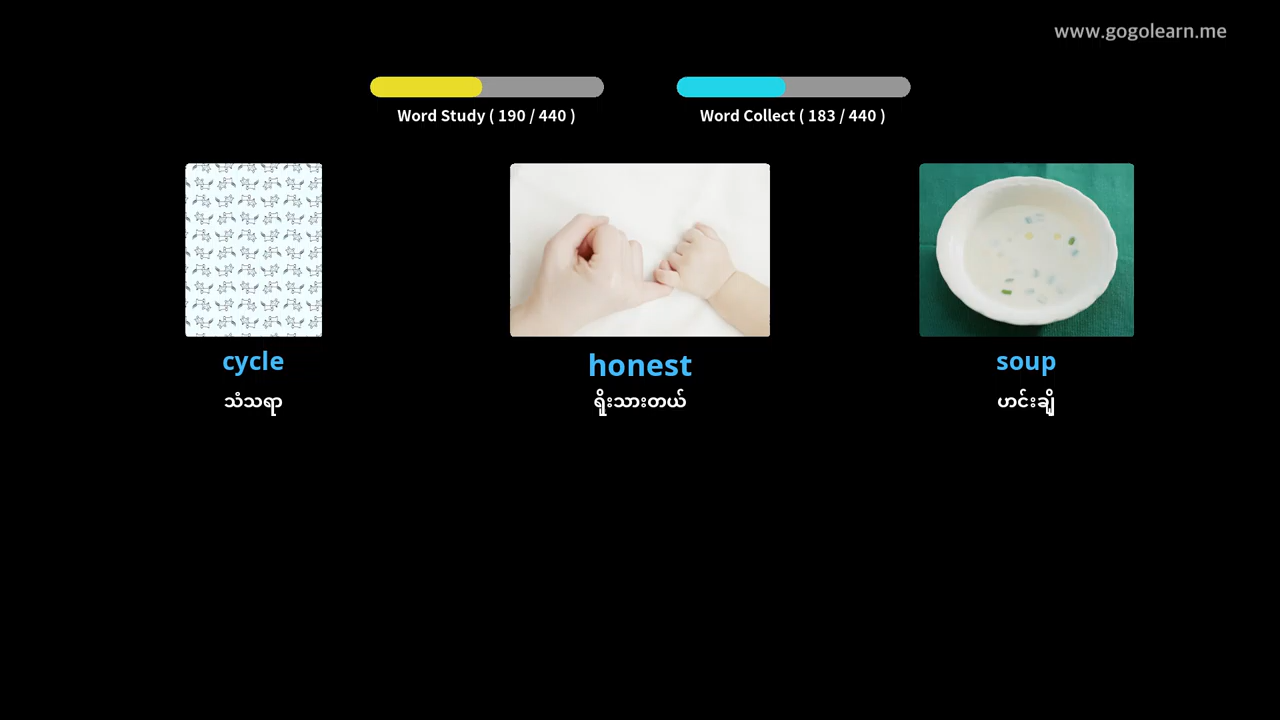 www.gogolearn.me
Word Study ( 190 / 440 )
Word Collect ( 183 / 440 )
cycle
သံသရာ
honest
ရိုးသားတယ်
soup
ဟင်းချို